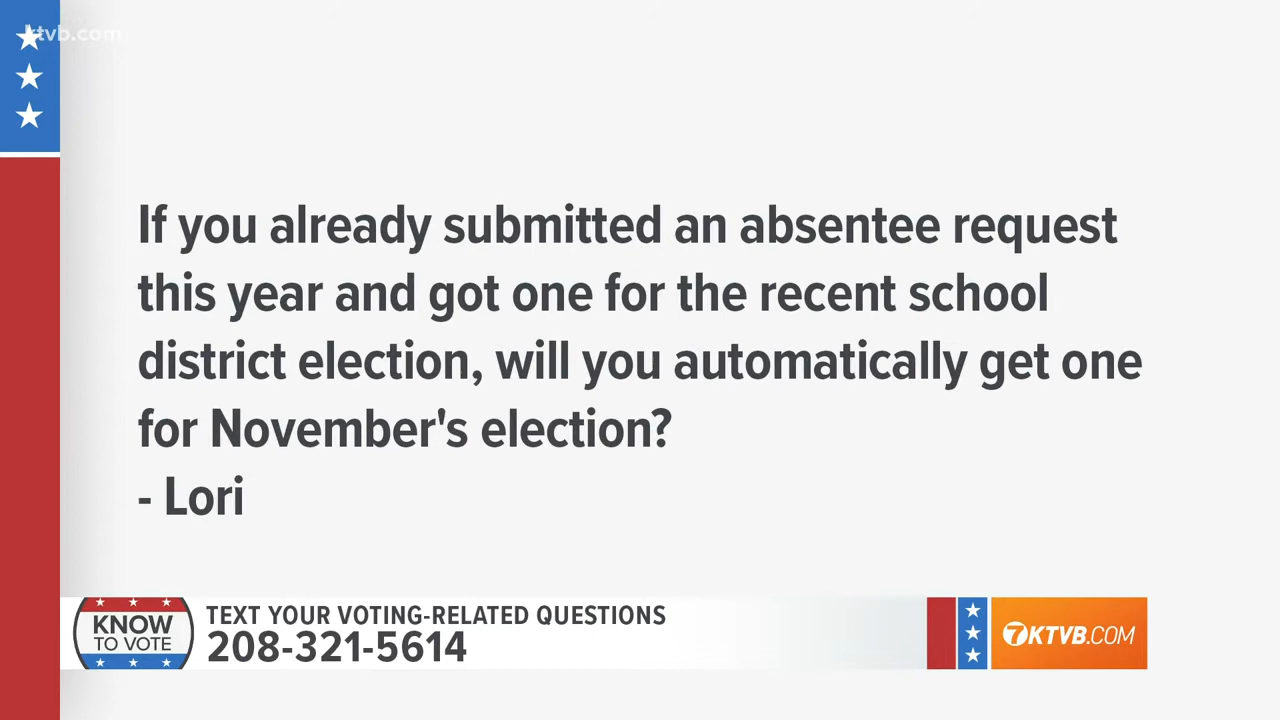 ktvb.com
If you already submitted an absentee request
this year and got one for the recent school
district election, will you automatically get one
for November's election?
- Lori
KNOW
TO VOTE
TEXT YOUR VOTING-RELATED QUESTIONS
208-321-5614
7KTVB.COM